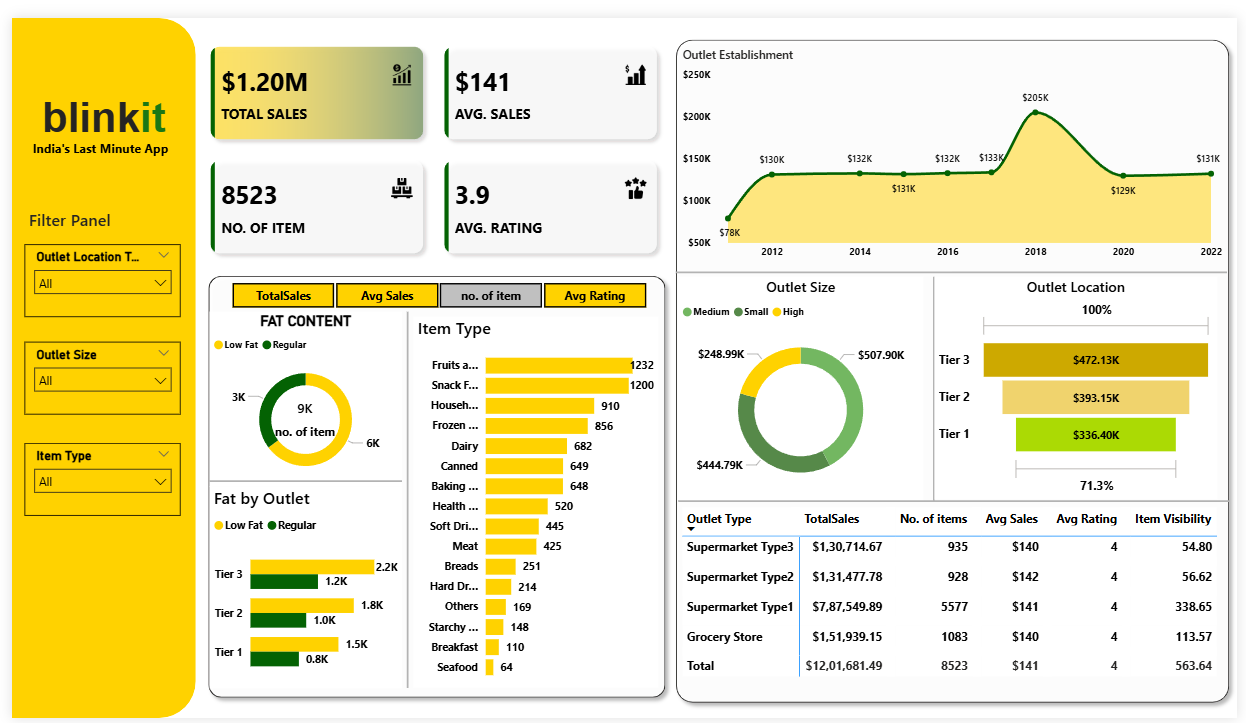 blinkit
India's Last Minute App
Filter Panel
Outlet Location T...
All
Outlet Size
All
Item Type
All
$1.20M
TOTAL SALES
$141
AVG. SALES
8523
NO. OF ITEM
3.9
AVG. RATING
TotalSales
Avg Sales
no. of item
Avg Rating
FAT CONTENT
Low Fat Regular
3K
9K
no. of item
6K
Fat by Outlet
Low Fat Regular
Tier 3 2.2K
1.2K
Tier 2 1.8K
1.0K
Tier 1 1.5K
0.8K
Item Type
Fruits a... 1232
Snack F... 1200
Househ... 910
Frozen ... 856
Dairy 682
Canned 649
Baking ... 648
Health ... 520
Soft Dri... 445
Meat 425
Breads 251
Hard Dr... 214
Others 169
Starchy ... 148
Breakfast 110
Seafood 64
Outlet Establishment
$250K
$200K
$150K
$100K
$50K
$78K
$130K
$132K
$131K
$132K
$133K
$205K
$129K
$131K
2012 2014 2016 2018 2020 2022
Outlet Size
Medium Small High
$248.99K
$507.90K
$444.79K
Outlet Location
100%
Tier 3 $472.13K
Tier 2 $393.15K
Tier 1 $336.40K
71.3%
Outlet Type TotalSales No. of items Avg Sales Avg Rating Item Visibility
Supermarket Type3 $1,30,714.67 935 $140 4 54.80
Supermarket Type2 $1,31,477.78 928 $142 4 56.62
Supermarket Type1 $7,87,549.89 5577 $141 4 338.65
Grocery Store $1,51,939.15 1083 $140 4 113.57
Total $12,01,681.49 8523 $141 4 563.64